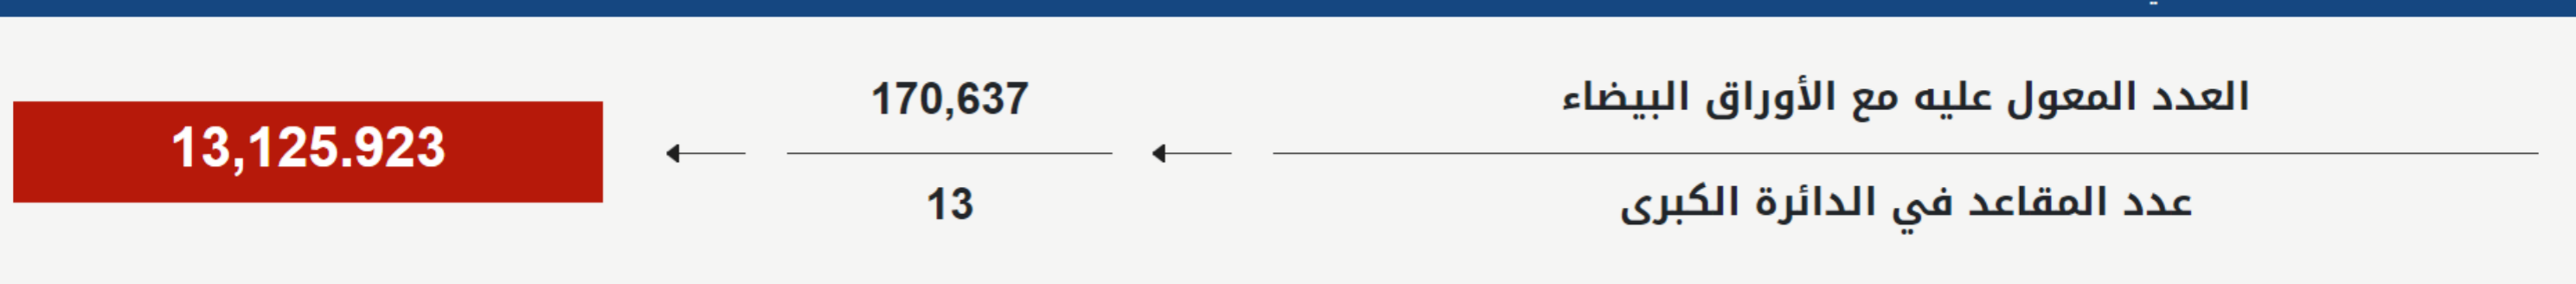 العدد المعول عليه مع الأوراق البيضاء
عدد المقاعد في الدائرة الكبرى
170,637
13
13,125.923